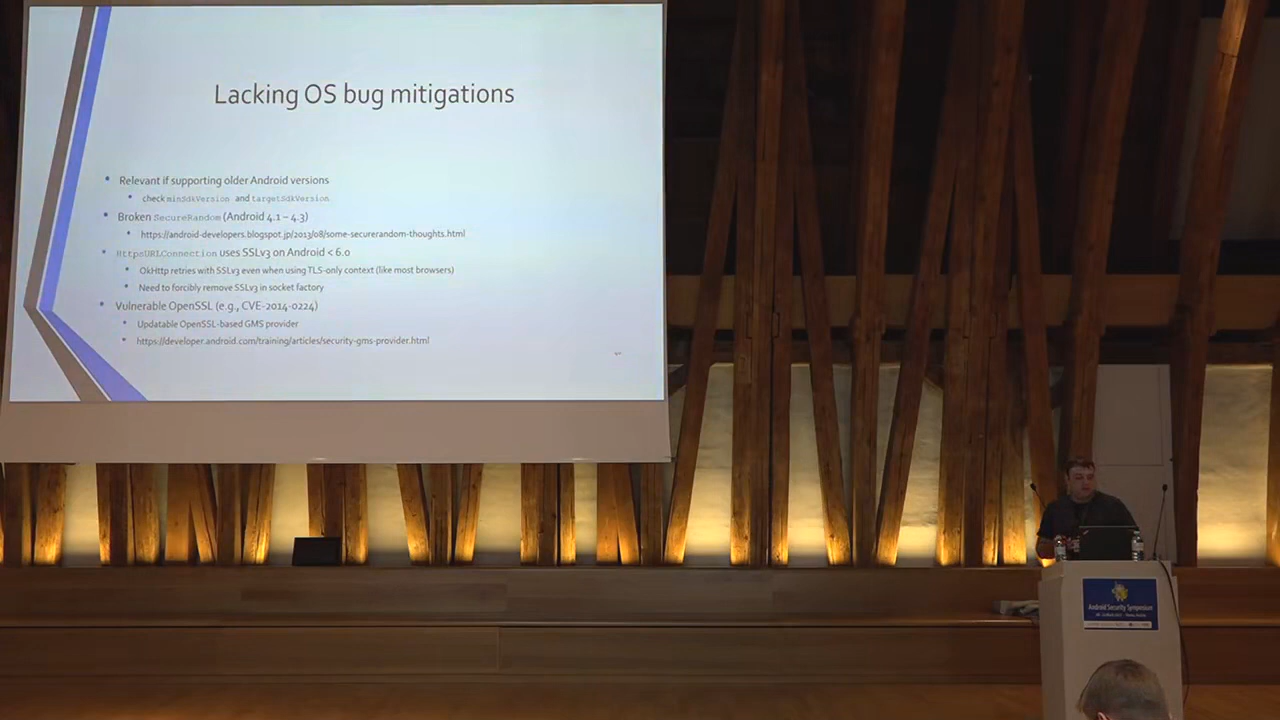 Lacking OS bug mitigations
Relevant if supporting older Android versions
check minSdkVersion and targetSdkVersion
Broken SecureRandom (Android 4.1 – 4.3)
https://android-developers.blogspot.jp/2013/08/some-securerandom-thoughts.html
HttpsURLConnection uses SSLv3 on Android < 6.0
OkHttp retries with SSLv3 even when using TLS-only context (like most browsers)
Need to forcibly remove SSLv3 in socket factory
Vulnerable OpenSSL (e.g., CVE-2014-0224)
Updatable OpenSSL-based GMS provider
https://developer.android.com/training/articles/security-gms-provider.html
Android Security Symposium